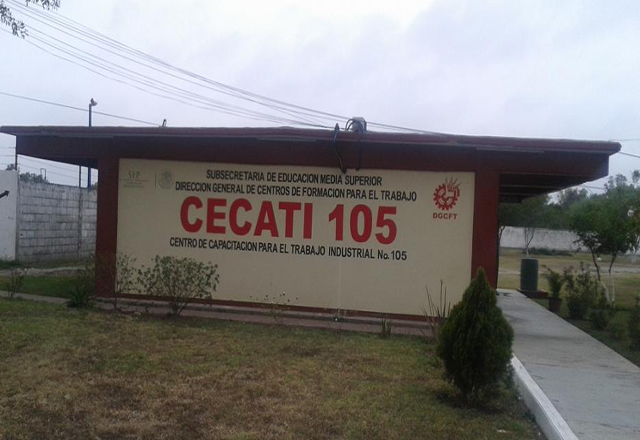 SEP
SUBSECRETARIA DE EDUCACION MEDIA SUPERIOR
DIRECCION GENERAL DE CENTROS DE FORMACION PARA EL TRABAJO
CECATI 105
CENTRO DE CAPACITACION PARA EL TRABAJO INDUSTRIAL No. 105
DGCFT